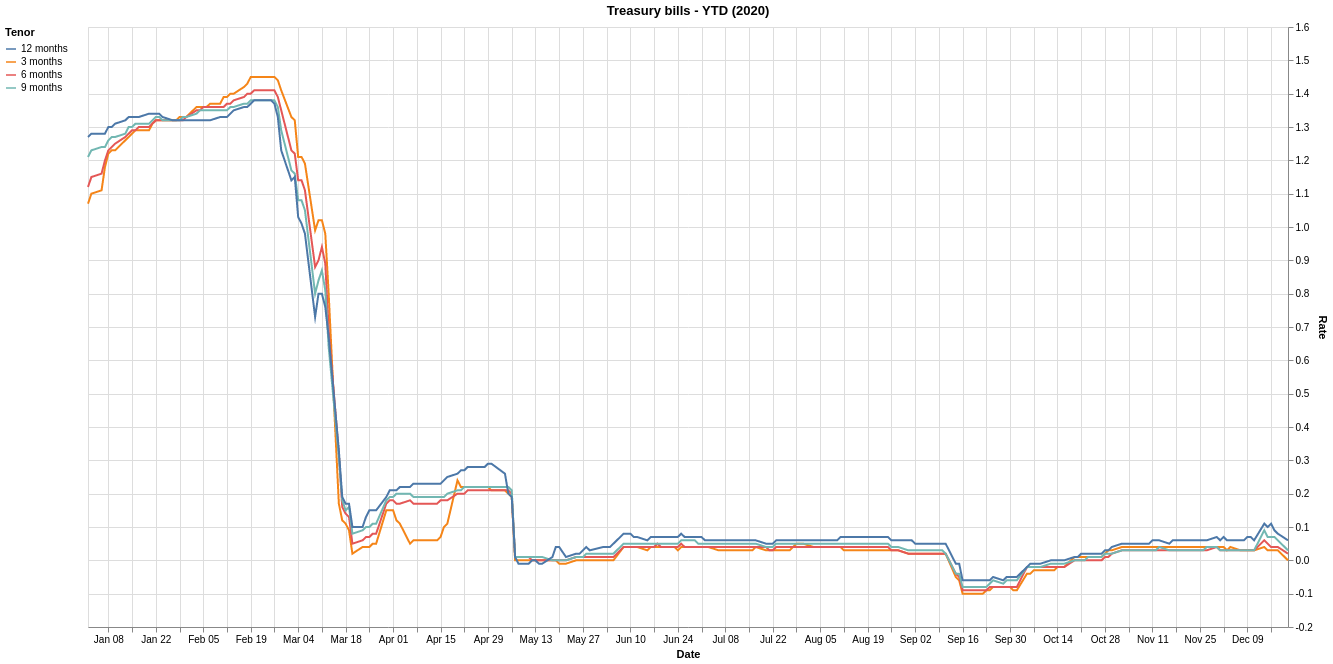 Treasury bills - YTD (2020)
Tenor
12 months
3 months
6 months
9 months
1.6
1.5
1.4
1.3
1.2
1.1
1.0
0.9
0.8
0.7
0.6
0.5
0.4
0.3
0.2
0.1
0.0
-0.1
-0.2
Rate
Jan 08 Jan 22 Feb 05 Feb 19 Mar 04 Mar 18 Apr 01 Apr 15 Apr 29 May 13 May 27 Jun 10 Jun 24 Jul 08 Jul 22 Aug 05 Aug 19 Sep 02 Sep 16 Sep 30 Oct 14 Oct 28 Nov 11 Nov 25 Dec 09
Date